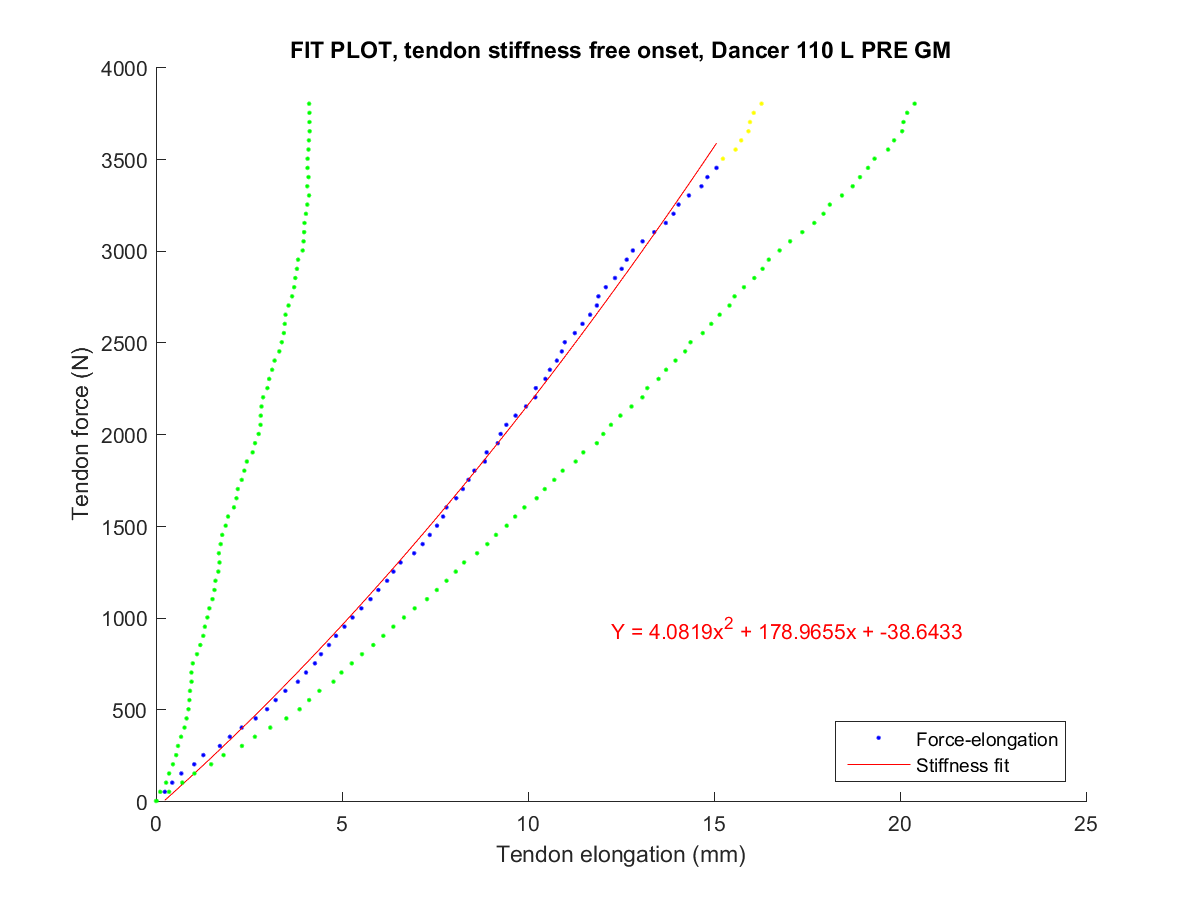 FIT PLOT, tendon stiffness free onset, Dancer 110 L PRE GM
4000
3500
3000
2500
2000
1500
1000
500
0
Tendon force (N)
Y = 4.0819x² + 178.9655x + -38.6433
Force-elongation
Stiffness fit
0 5 10 15 20 25
Tendon elongation (mm)